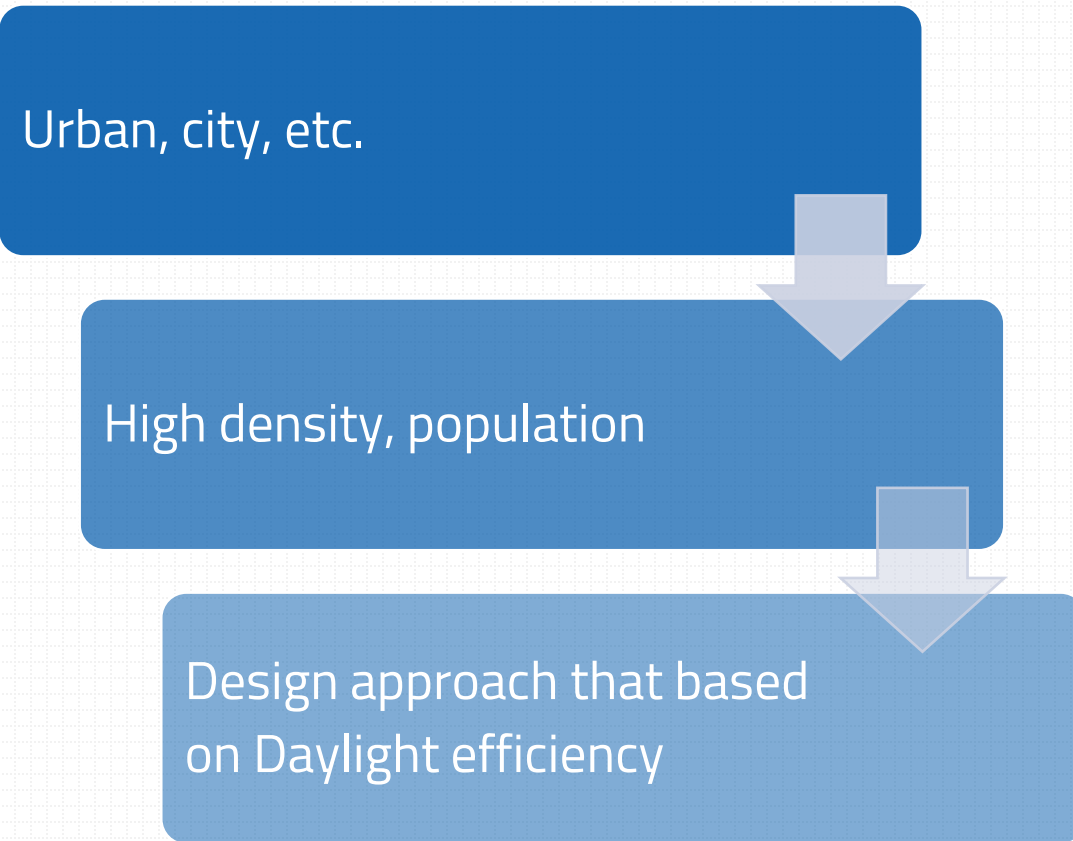 Urban, city, etc.
High density, population
Design approach that based
on Daylight efficiency